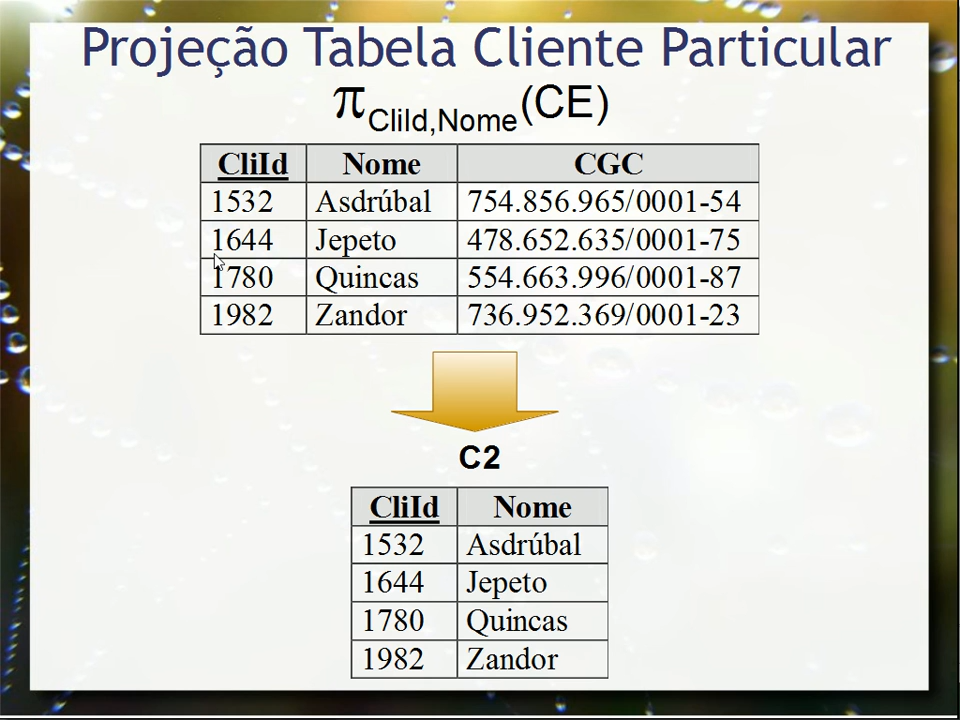 Projeção Tabela Cliente Particular
πCliId,Nome(CE)
CliId Nome CGC
1532 Asdrúbal 754.856.965/0001-54
1644 Jepeto 478.652.635/0001-75
1780 Quincas 554.663.996/0001-87
1982 Zandor 736.952.369/0001-23
C2
CliId Nome
1532 Asdrúbal
1644 Jepeto
1780 Quincas
1982 Zandor